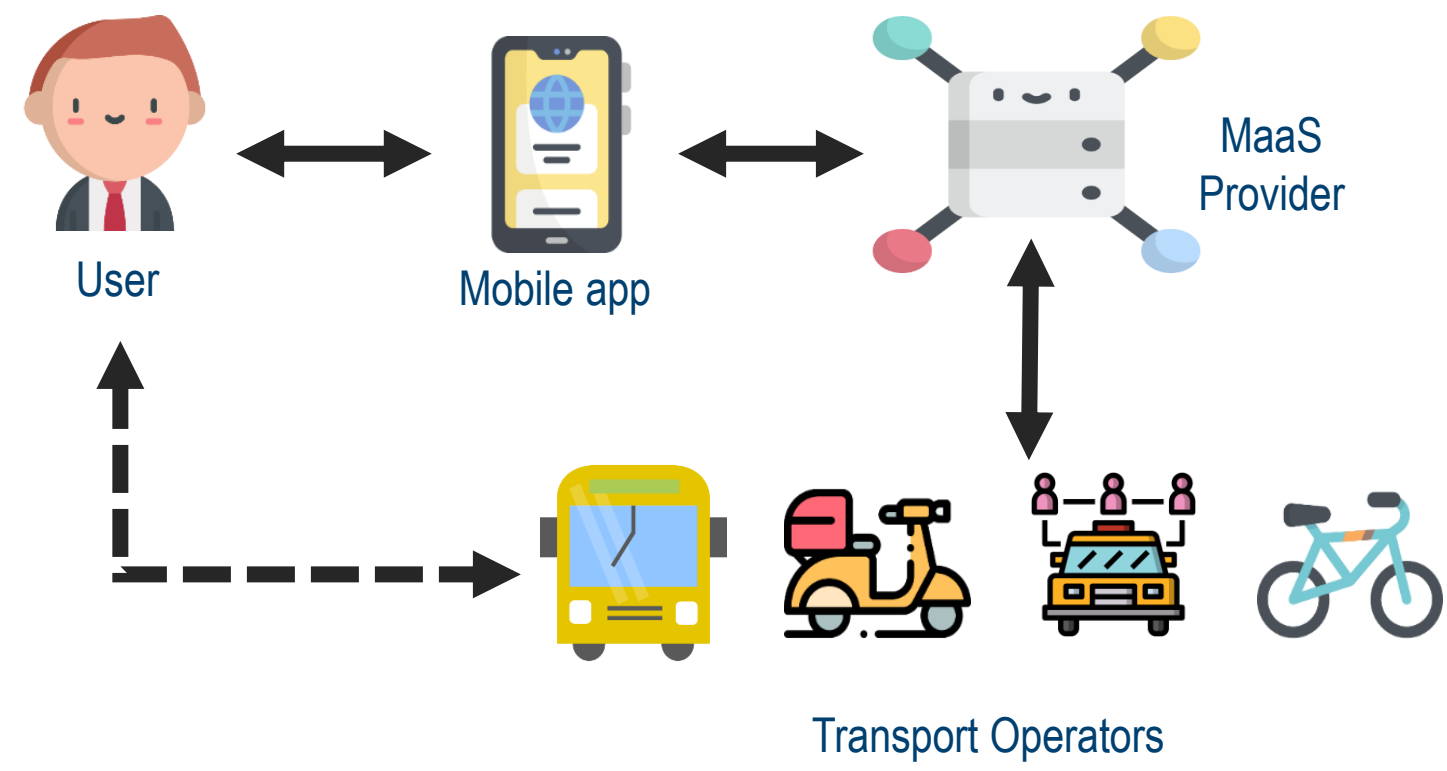 MaaS
Provider
User
Mobile app
Transport Operators